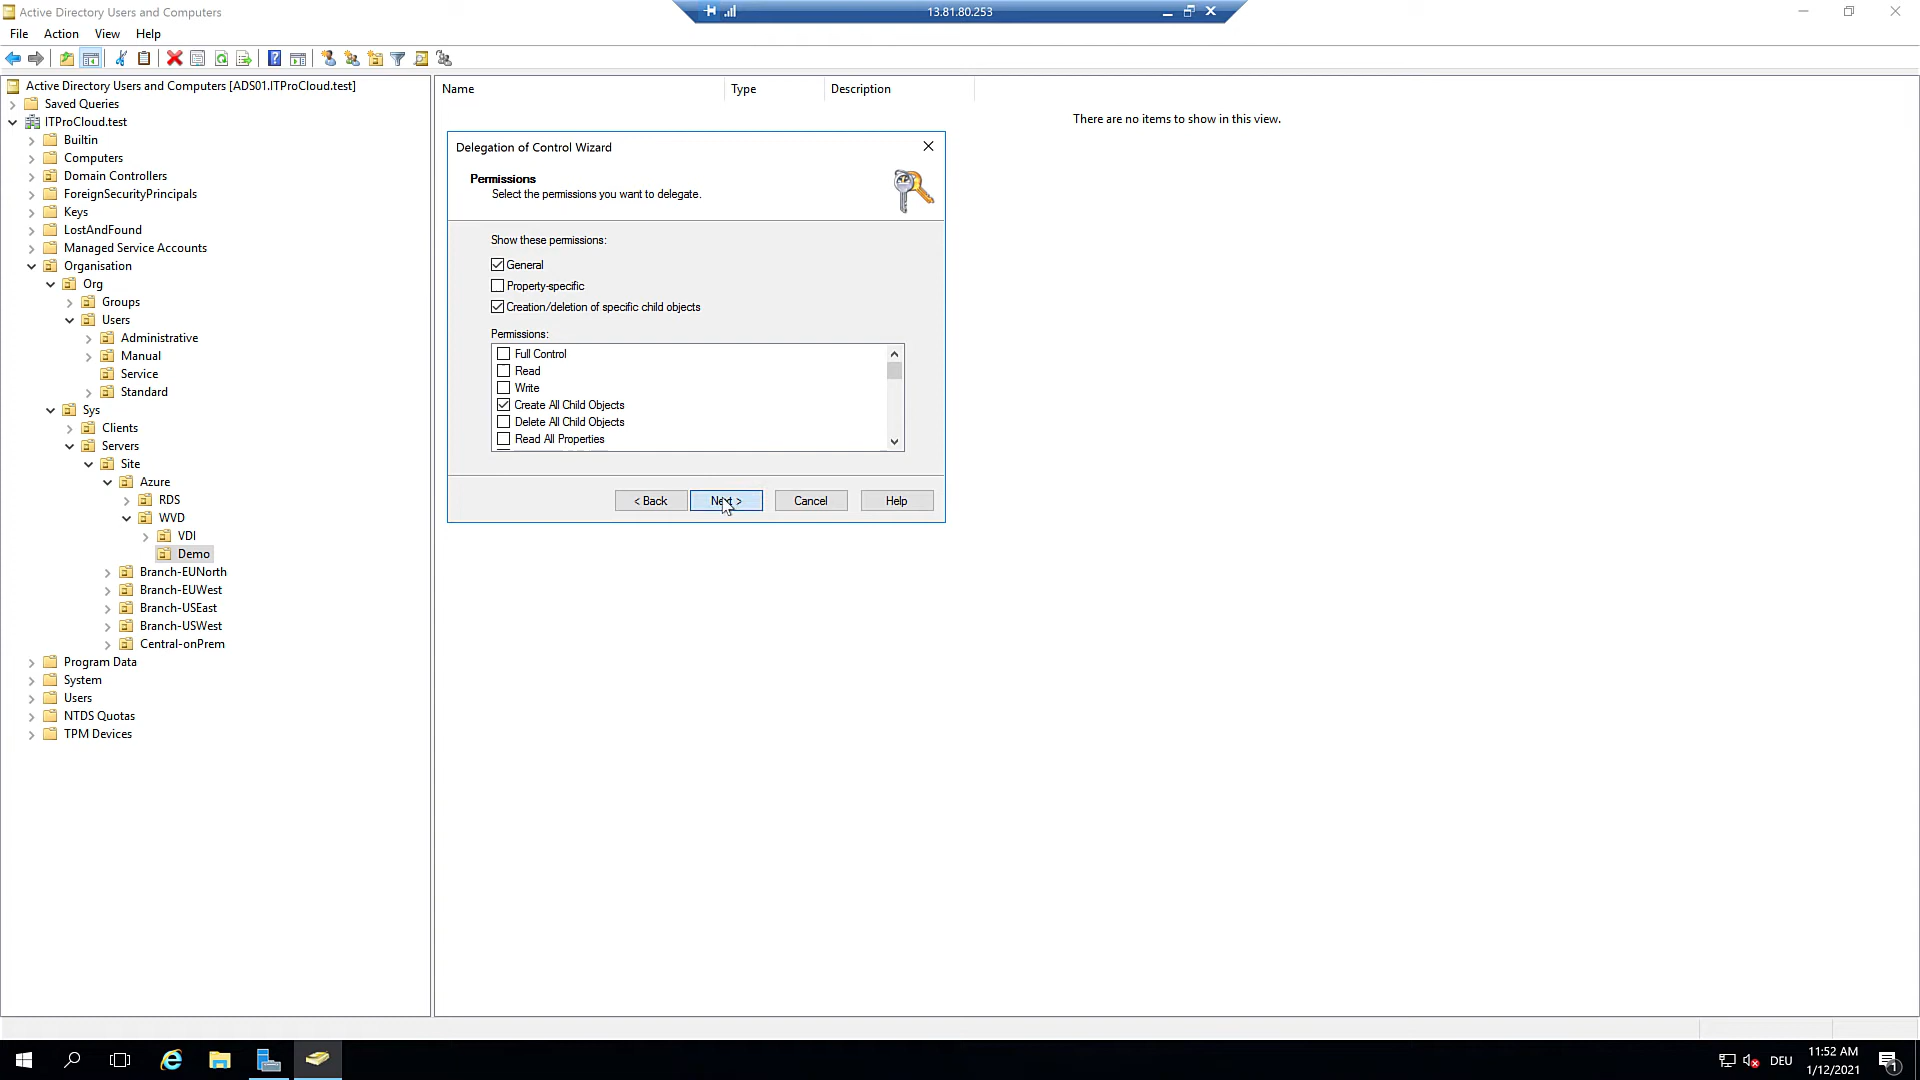 Active Directory Users and Computers
13.81.80.253
File Action View Help
Active Directory Users and Computers [ADS01.ITProCloud.test]
Saved Queries
ITProCloud.test
Builtin
Computers
Domain Controllers
ForeignSecurityPrincipals
Keys
LostAndFound
Managed Service Accounts
Organisation
Org
Groups
Users
Administrative
Manual
Service
Standard
Sys
Clients
Servers
Site
Azure
RDS
WVD
VDI
Demo
Branch-EUNorth
Branch-EUWest
Branch-USEast
Branch-USWest
Central-onPrem
Program Data
System
Users
NTDS Quotas
TPM Devices
Name Type Description
There are no items to show in this view.
Delegation of Control Wizard
Permissions
Select the permissions you want to delegate.
Show these permissions:
General
Property-specific
Creation/deletion of specific child objects
Permissions:
Full Control
Read
Write
Create All Child Objects
Delete All Child Objects
Read All Properties
< Back Next > Cancel Help
DEU
11:52 AM
1/12/2021
1